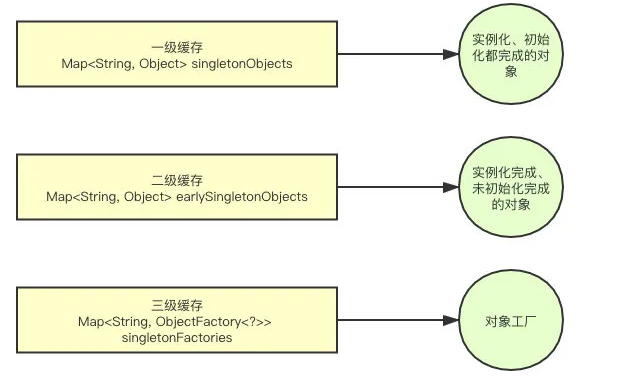 一级缓存
Map<String, Object> singletonObjects
实例化、初始
化都完成的对
象
二级缓存
Map<String, Object> earlySingletonObjects
实例化完成、
未初始化完成
的对象
三级缓存
Map<String, ObjectFactory<?>>
singletonFactories
对象工厂